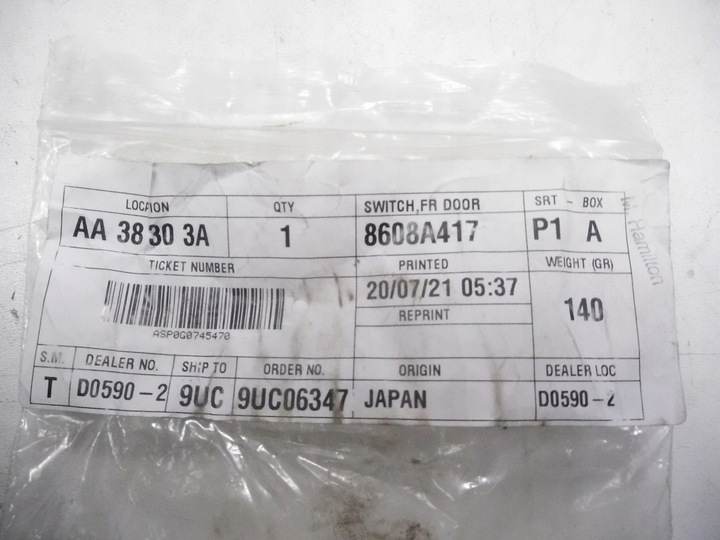 LOCATION QTY SWITCH,FR DOOR SRT - BOX
AA 38 30 3A 1 8608A417 P1 A
TICKET NUMBER PRINTED WEIGHT (GR)
20/07/21 05:37 140
REPRINT
ASP0G0745470
S.M. DEALER NO. SHIP TO ORDER NO. ORIGIN DEALER LOC
T D0590-2 9UC 9UC06347 JAPAN D0590-2
M. Hamilton